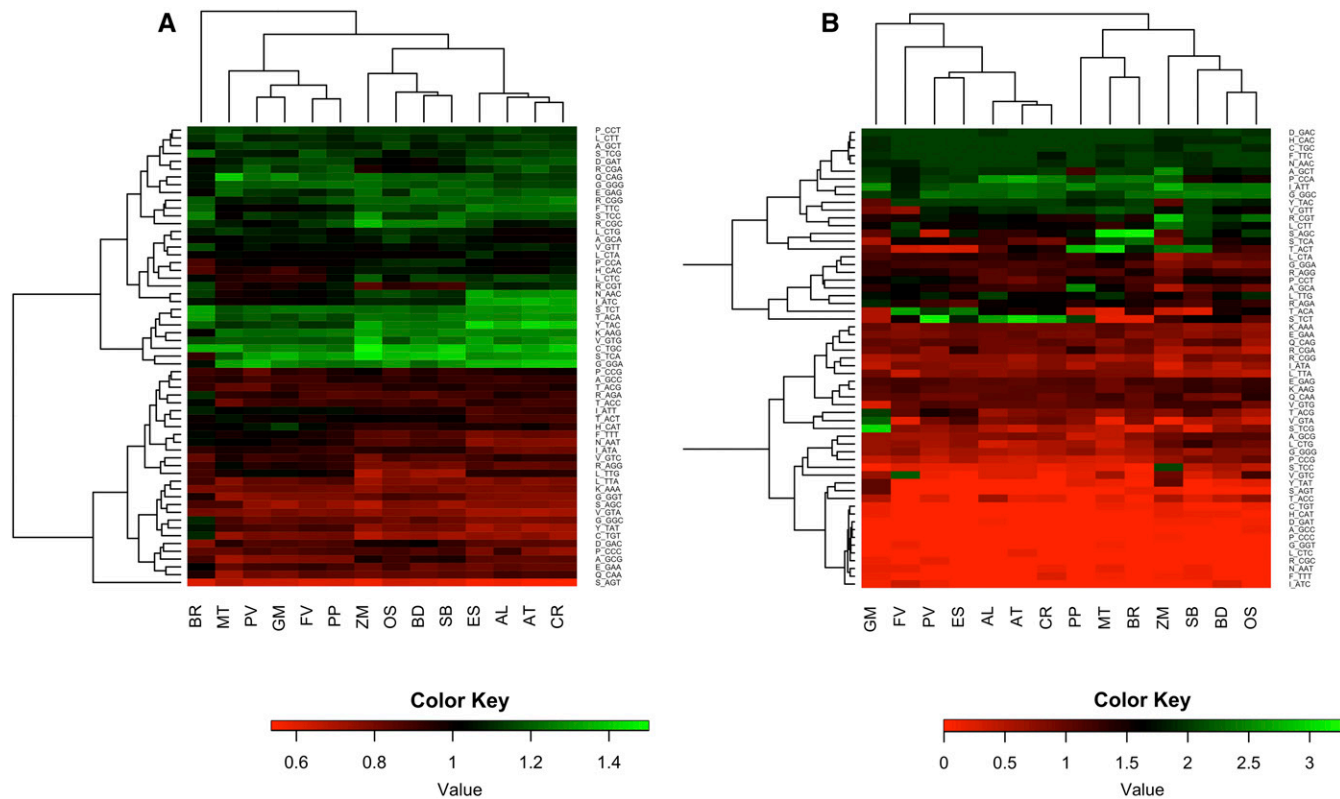 A
P_CCT
L_CTT
A_GCT
S_TCG
D_GAT
R_CGA
Q_CAG
G_GGG
E_GAG
R_CGG
F_TTC
S_TCC
R_CGC
L_CTG
A_GCA
V_GTT
L_CTA
P_CCA
H_CAC
L_CTC
R_CGT
N_AAC
I_ATC
S_TCT
T_ACA
Y_TAC
K_AAG
V_GTG
C_TGC
S_TCA
G_GGA
P_CCG
A_GCC
T_ACG
R_AGA
T_ACC
I_ATT
T_ACT
H_CAT
F_TTT
N_AAT
I_ATA
V_GTC
R_AGG
L_TTG
L_TTA
K_AAA
G_GGT
S_AGC
V_GTA
G_GGC
Y_TAT
C_TGT
D_GAC
P_CCC
A_GCG
E_GAA
Q_CAA
S_AGT
BR MT PV GM FV PP ZM OS BD SB ES AL AT CR
Color Key
0.6 0.8 1 1.2 1.4
Value
B
D_GAC
H_CAC
C_TGC
F_TTC
N_AAC
A_GCT
P_CCA
I_ATT
G_GGC
Y_TAC
V_GTT
R_CGT
L_CTT
S_AGC
S_TCA
T_ACT
L_CTA
G_GGA
R_AGG
P_CCT
A_GCA
L_TTG
R_AGA
T_ACA
S_TCT
K_AAA
E_GAA
Q_CAG
R_CGA
R_CGG
I_ATA
L_TTA
E_GAG
K_AAG
Q_CAA
V_GTG
T_ACG
V_GTA
S_TCG
A_GCG
L_CTG
G_GGG
P_CCG
S_TCC
V_GTC
Y_TAT
S_AGT
T_ACC
C_TGT
H_CAT
D_GAT
A_GCC
P_CCC
G_GGT
L_CTC
R_CGC
N_AAT
F_TTT
I_ATC
GM FV PV ES AL AT CR PP MT BR ZM SB BD OS
Color Key
0 0.5 1 1.5 2 2.5 3
Value